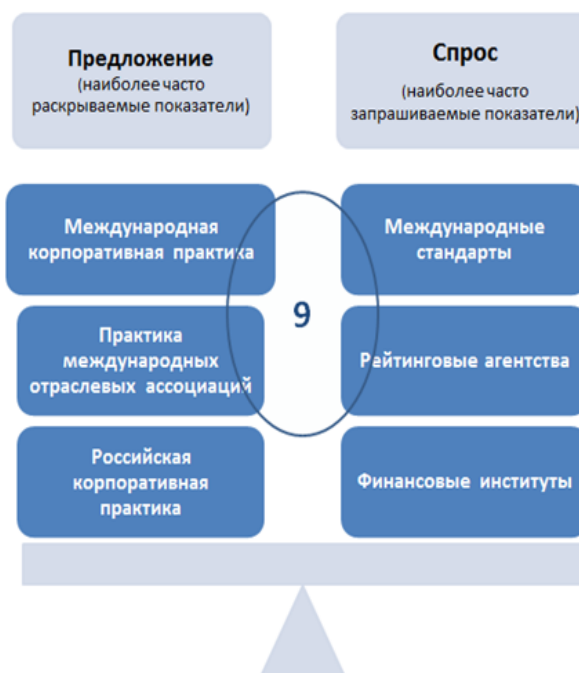 Предложение
(наиболее часто
раскрываемые показатели)
Спрос
(наиболее часто
запрашиваемые показатели)
Международная
корпоративная практика
Международные
стандарты
9
Практика
международных
отраслевых ассоциаций
Рейтинговые агентства
Российская
корпоративная
практика
Финансовые институты